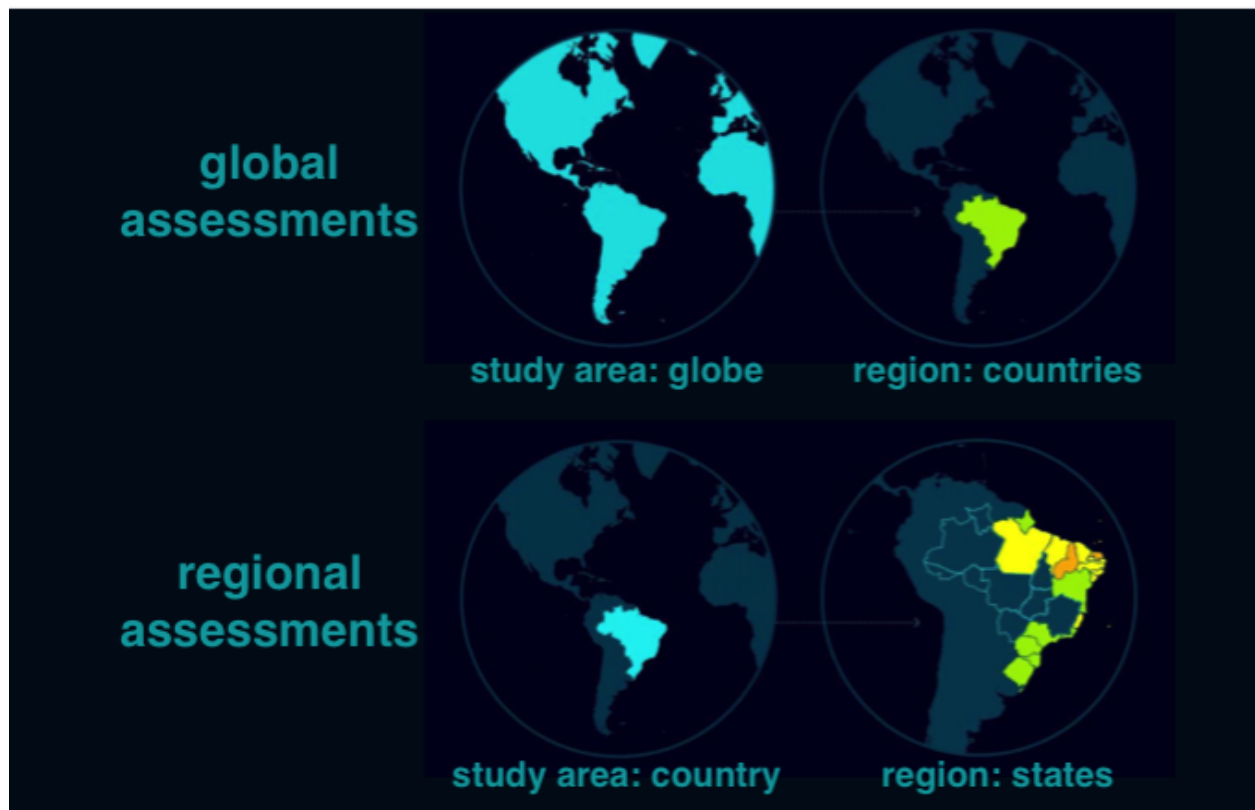 global
assessments
study area: globe
region: countries
regional
assessments
study area: country
region: states